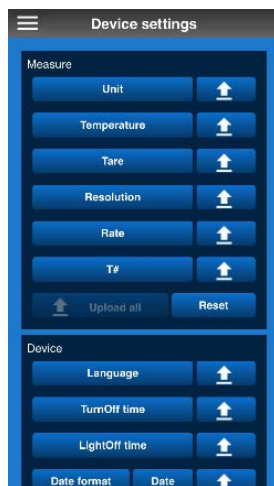 Device settings
Measure
Unit
Temperature
Tare
Resolution
Rate
T#
Upload all Reset
Device
Language
TurnOff time
LightOff time
Date format Date